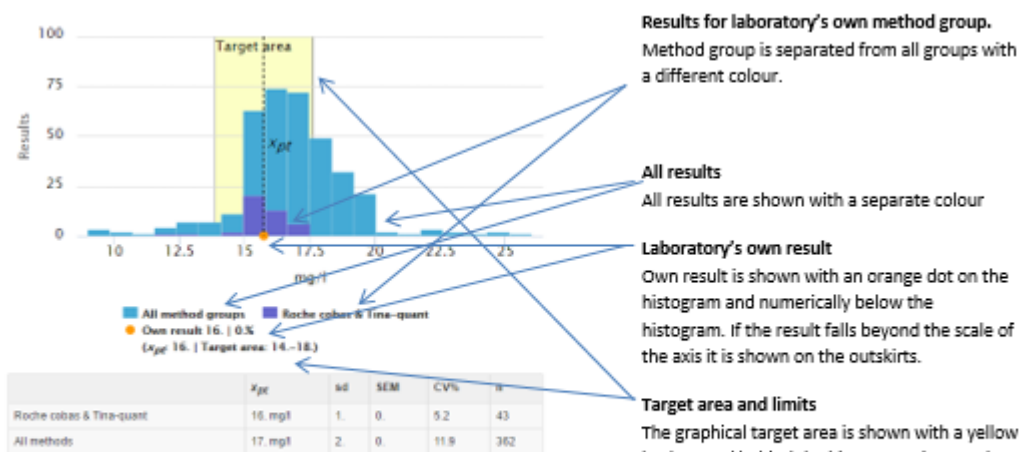 100
75
50
25
0
Results
Target area
xpt
10 12.5 15 17.5 20 22.5 25
mg/l
All method groups Roche cobas & Tina-quant
Own result 16. | 0.%
(xpt 16. | Target area: 14.–18.)
xpt sd SEM CV% n
Roche cobas & Tina-quant 16. mg/l 1. 0. 5.2 43
All methods 17. mg/l 2. 0. 11.9 362
Results for laboratory's own method group.
Method group is separated from all groups with
a different colour.
All results
All results are shown with a separate colour
Laboratory's own result
Own result is shown with an orange dot on the
histogram and numerically below the
histogram. If the result falls beyond the scale of
the axis it is shown on the outskirts.
Target area and limits
The graphical target area is shown with a yellow